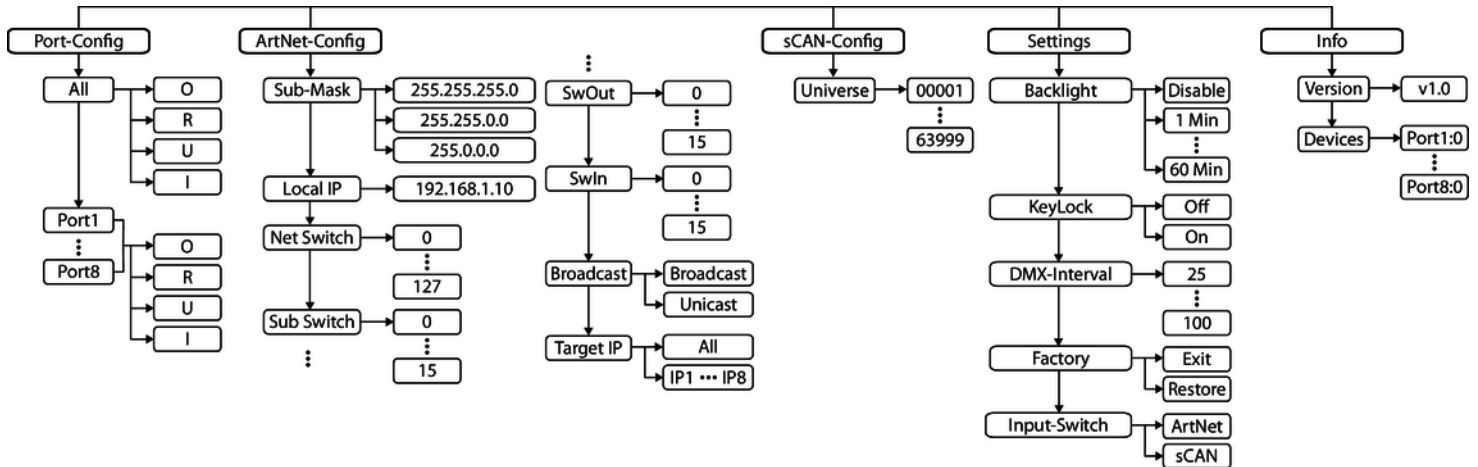 Port-Config
All
O
R
U
I
Port1
Port8
O
R
U
I
ArtNet-Config
Sub-Mask
255.255.255.0
255.255.0.0
255.0.0.0
Local IP
192.168.1.10
Net Switch
0
127
Sub Switch
0
15
SwOut
0
15
SwIn
0
15
Broadcast
Broadcast
Unicast
Target IP
All
IP1 ••• IP8
sCAN-Config
Universe
00001
63999
Settings
Backlight
Disable
1 Min
60 Min
KeyLock
Off
On
DMX-Interval
25
100
Factory
Exit
Restore
Input-Switch
ArtNet
sCAN
Info
Version
v1.0
Devices
Port1:0
Port8:0